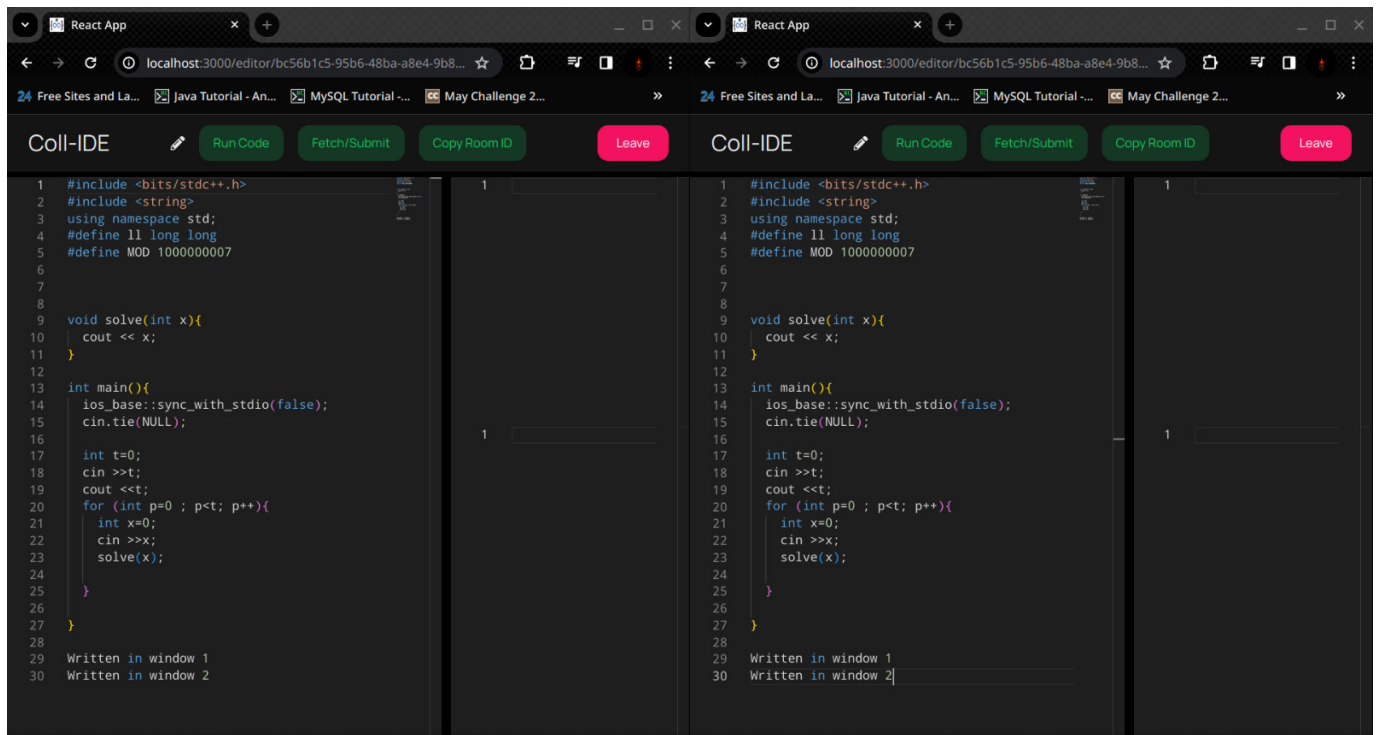 React App
localhost:3000/editor/bc56b1c5-95b6-48ba-a8e4-9b8...
24 Free Sites and La... Java Tutorial - An... MySQL Tutorial -... CC May Challenge 2... »
Coll-IDE Run Code Fetch/Submit Copy Room ID Leave
1 #include <bits/stdc++.h>
2 #include <string>
3 using namespace std;
4 #define ll long long
5 #define MOD 1000000007
6
7
8
9 void solve(int x){
10 cout << x;
11 }
12
13 int main(){
14 ios_base::sync_with_stdio(false);
15 cin.tie(NULL);
16
17 int t=0;
18 cin >>t;
19 cout <<t;
20 for (int p=0 ; p<t; p++){
21 int x=0;
22 cin >>x;
23 solve(x);
24
25 }
26
27 }
28
29 Written in window 1
30 Written in window 2
1
1
React App
localhost:3000/editor/bc56b1c5-95b6-48ba-a8e4-9b8...
24 Free Sites and La... Java Tutorial - An... MySQL Tutorial -... CC May Challenge 2... »
Coll-IDE Run Code Fetch/Submit Copy Room ID Leave
1 #include <bits/stdc++.h>
2 #include <string>
3 using namespace std;
4 #define ll long long
5 #define MOD 1000000007
6
7
8
9 void solve(int x){
10 cout << x;
11 }
12
13 int main(){
14 ios_base::sync_with_stdio(false);
15 cin.tie(NULL);
16
17 int t=0;
18 cin >>t;
19 cout <<t;
20 for (int p=0 ; p<t; p++){
21 int x=0;
22 cin >>x;
23 solve(x);
24
25 }
26
27 }
28
29 Written in window 1
30 Written in window 2
1
1